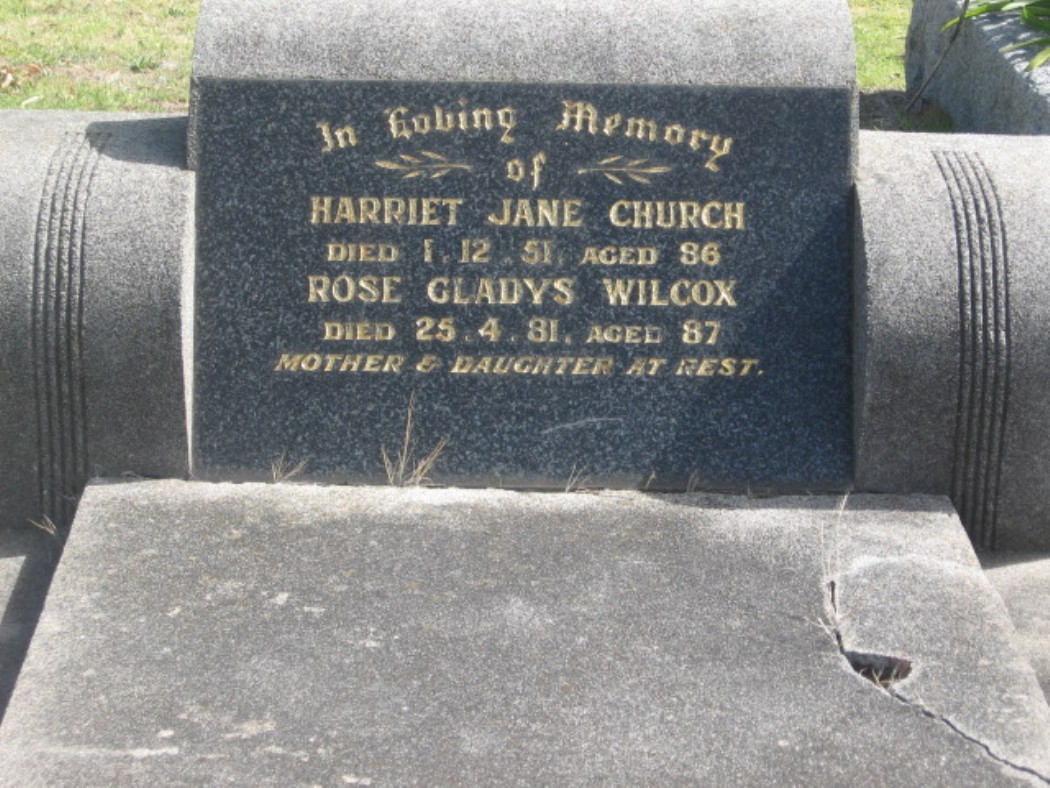 In Loving Memory
of
HARRIET JANE CHURCH
DIED 1.12.51. AGED 86
ROSE GLADYS WILCOX
DIED 25.4.81. AGED 87
MOTHER & DAUGHTER AT REST.